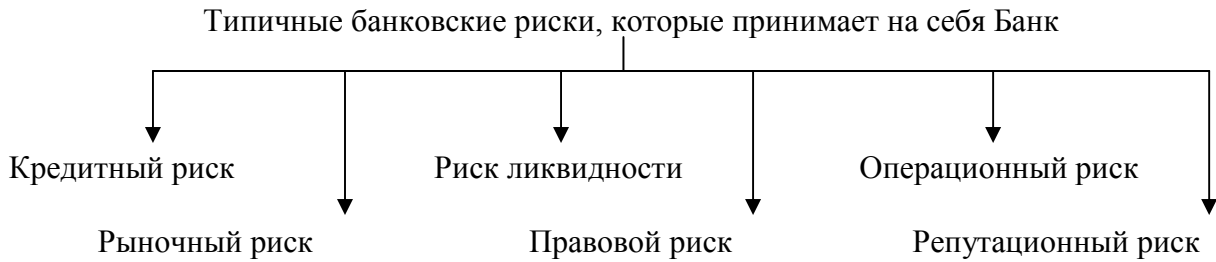 Типичные банковские риски, которые принимает на себя Банк
Кредитный риск Риск ликвидности Операционный риск
Рыночный риск Правовой риск Репутационный риск